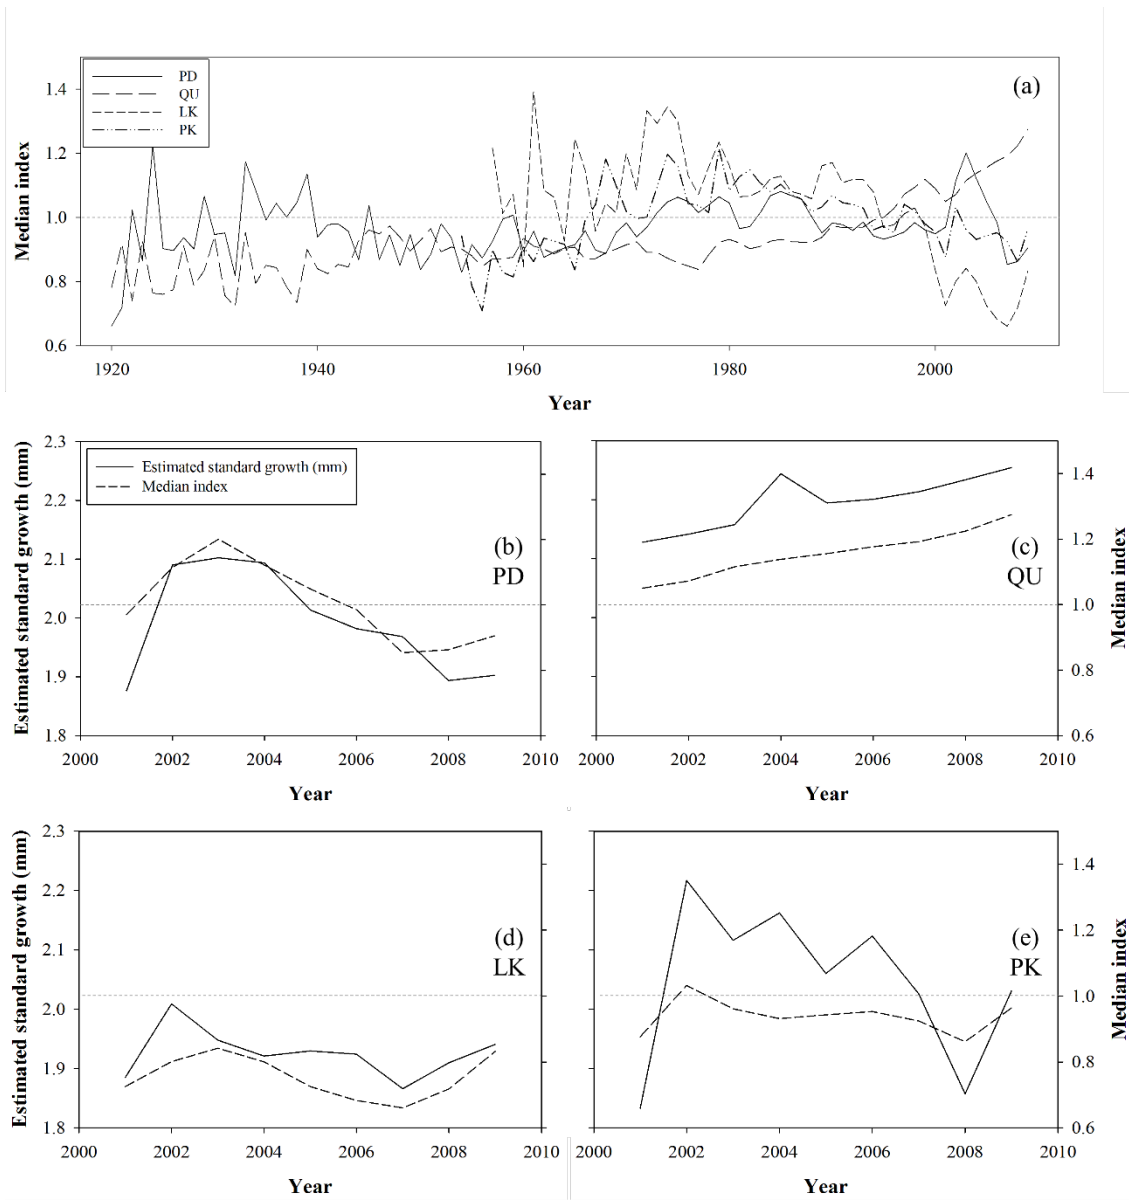 PD
QU
LK
PK
(a)
1.4
1.2
1.0
0.8
0.6
Median index
1920 1940 1960 1980 2000
Year
Estimated standard growth (mm)
2.3
2.2
2.1
2.0
1.9
1.8
Estimated standard growth (mm)
Median index
(b)
PD
2000 2002 2004 2006 2008 2010
Year
(c)
QU
1.4
1.2
1.0
0.8
0.6
Median index
2000 2002 2004 2006 2008 2010
Year
Estimated standard growth (mm)
2.3
2.2
2.1
2.0
1.9
1.8
(d)
LK
2000 2002 2004 2006 2008 2010
Year
(e)
PK
1.4
1.2
1.0
0.8
0.6
Median index
2000 2002 2004 2006 2008 2010
Year